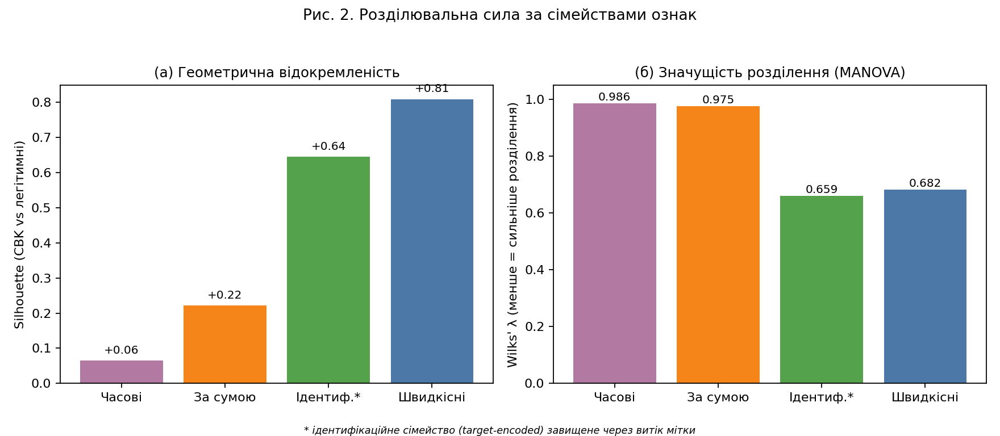 Рис. 2. Розділювальна сила за сімействами ознак
(а) Геометрична відокремленість
Silhouette (CBK vs легітимні)
0.8
0.7
0.6
0.5
0.4
0.3
0.2
0.1
0.0
+0.06
+0.22
+0.64
+0.81
Часові
За сумою
Ідентиф.*
Швидкісні
(б) Значущість розділення (MANOVA)
Wilks' λ (менше = сильніше розділення)
1.0
0.8
0.6
0.4
0.2
0.0
0.986
0.975
0.659
0.682
Часові
За сумою
Ідентиф.*
Швидкісні
* ідентифікаційне сімейство (target-encoded) завищене через витік мітки